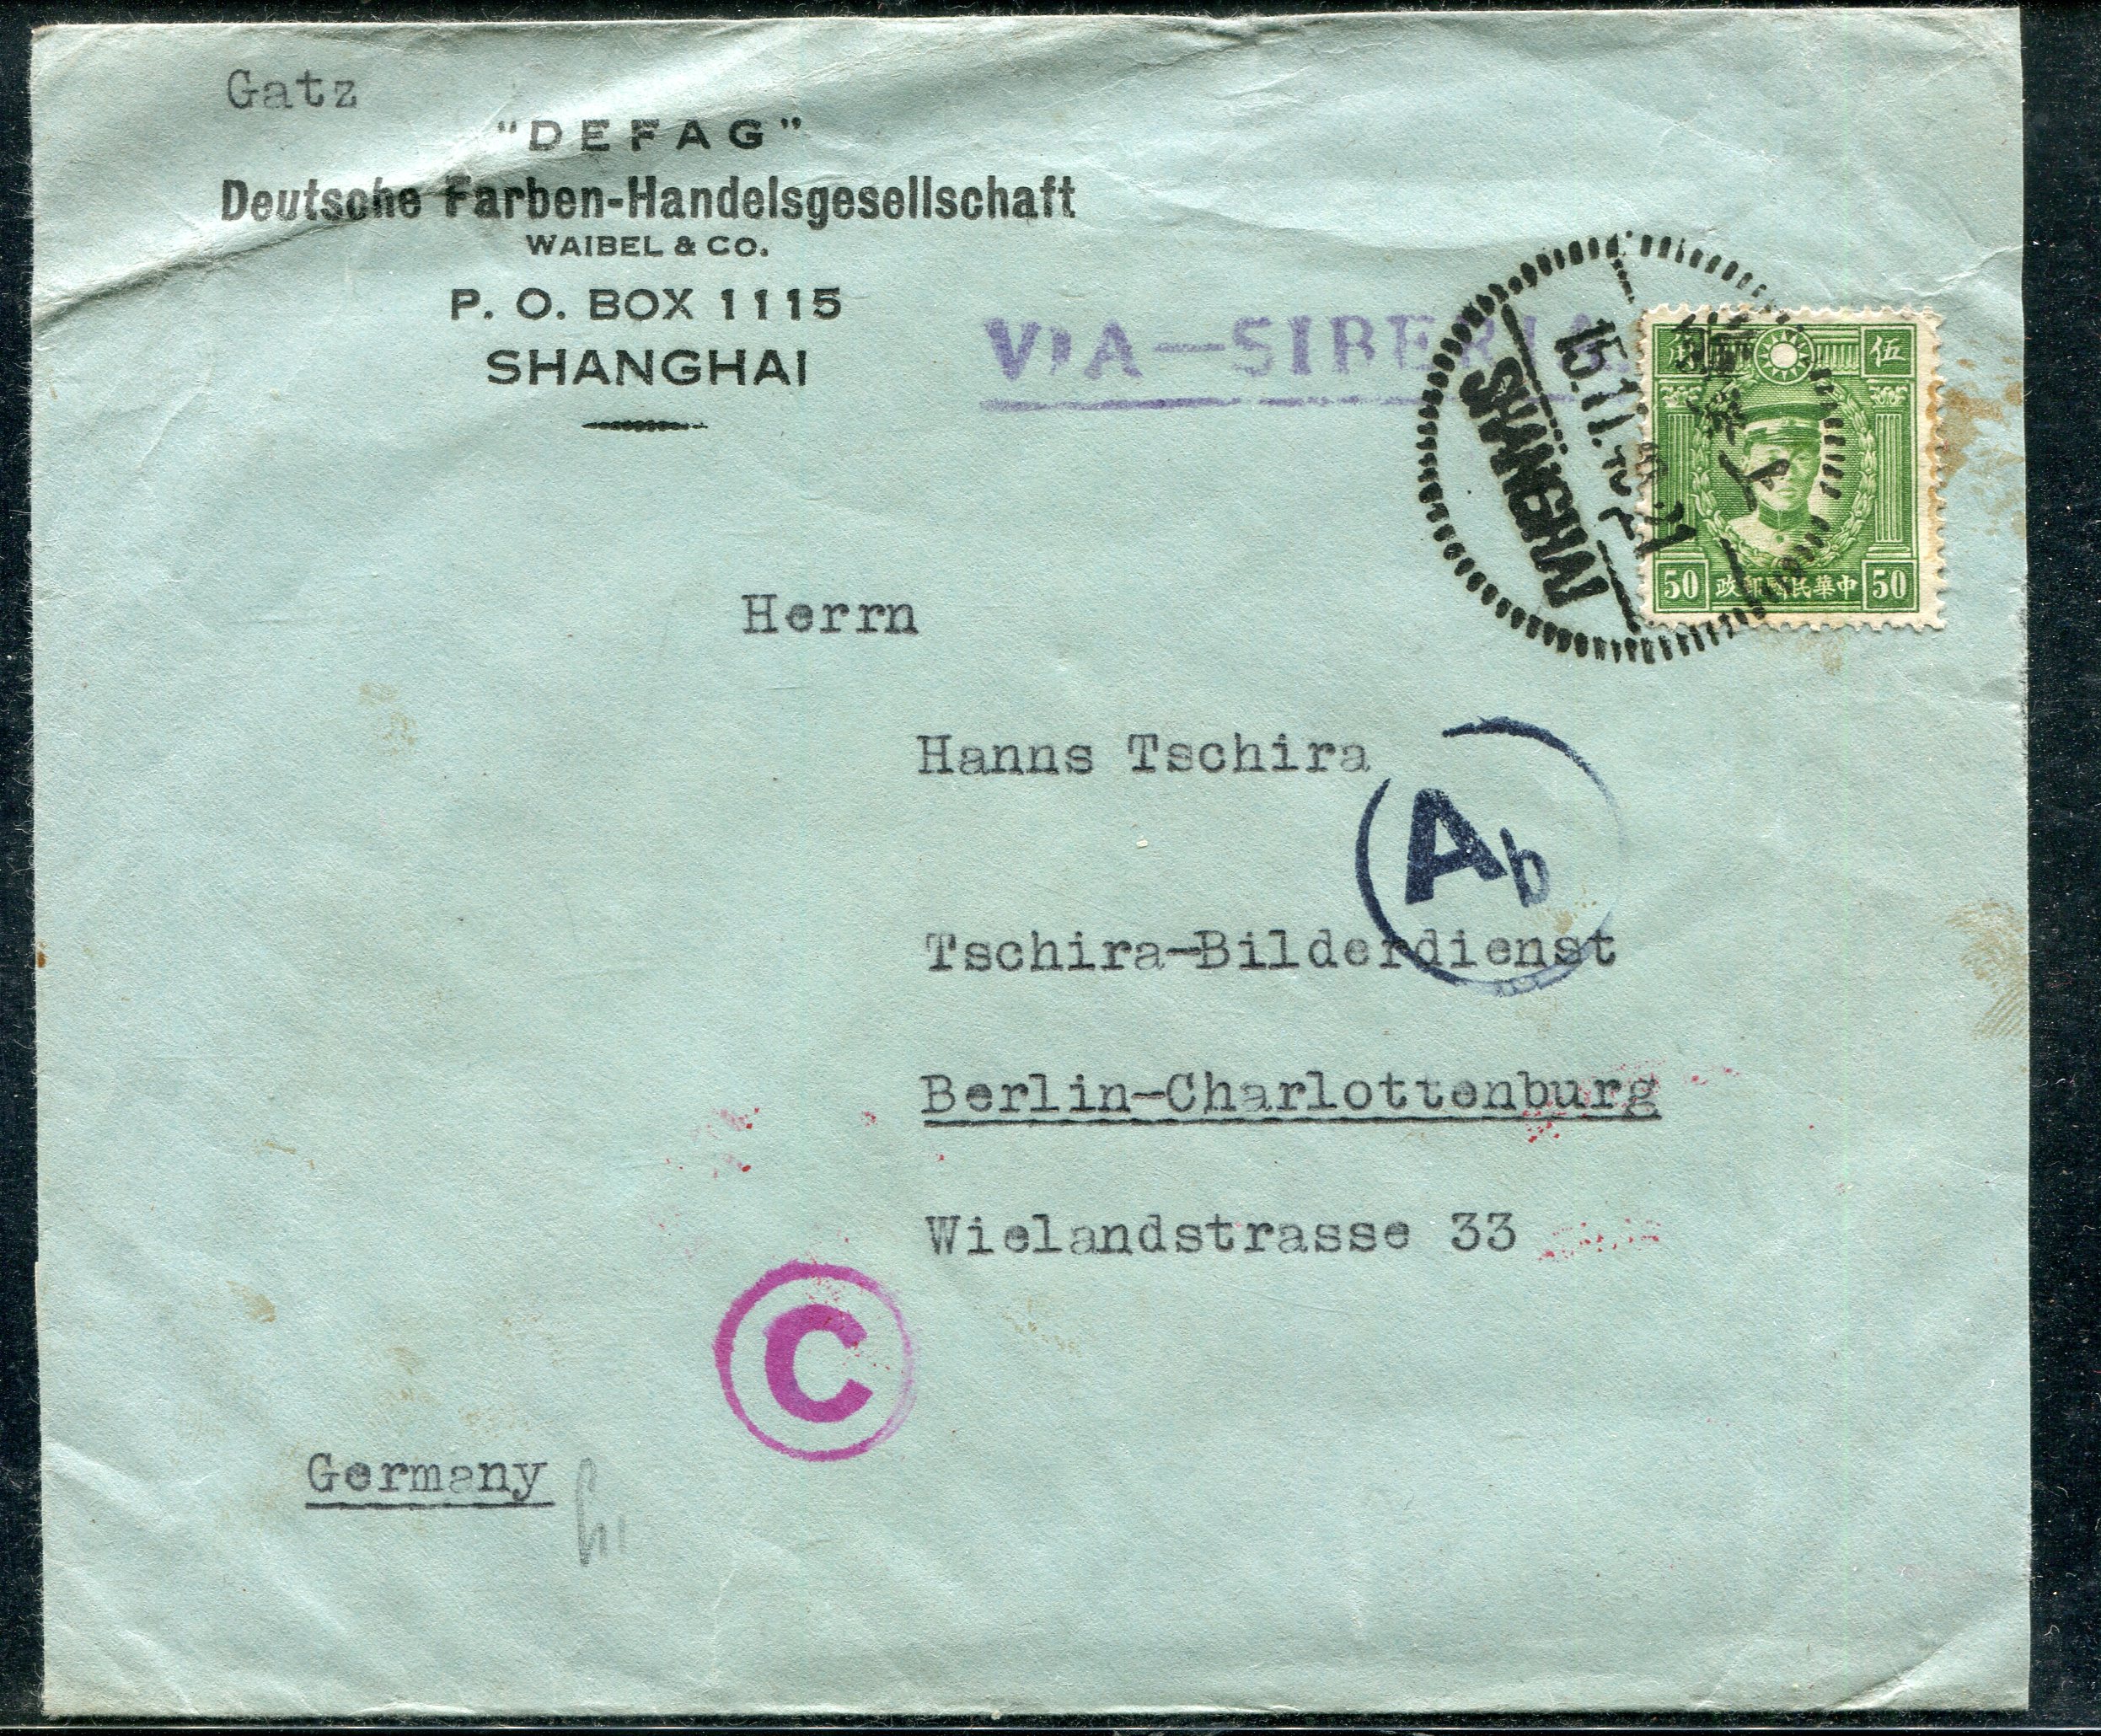 Gatz
"DEFAG"
Deutsche Farben-Handelsgesellschaft
WAIBEL & CO.
P. O. BOX 1115
SHANGHAI
VIA-SIBERIA
SHANGHAI
伍
50 政郵國民華中 50
Herrn
Hanns Tschira
Ab
Tschira-Bilderdienst
Berlin-Charlottenburg
Wielandstrasse 33
C
Germany